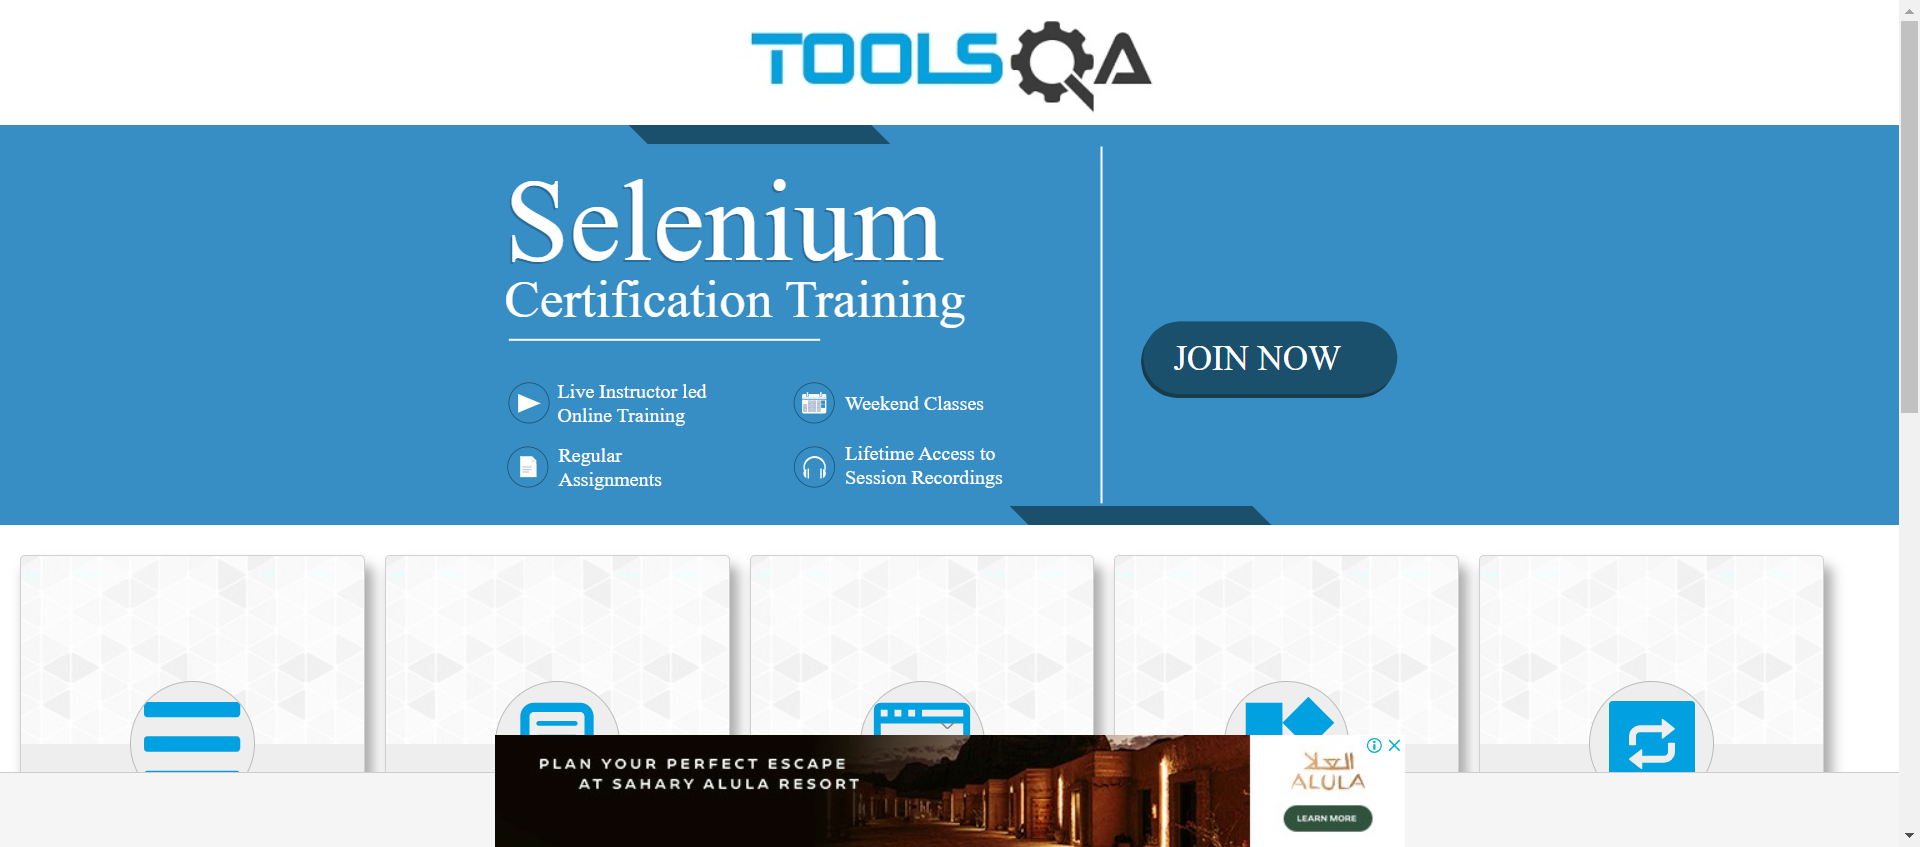 TOOLSQA
Selenium
Certification Training
Live Instructor led
Online Training
Weekend Classes
Regular
Assignments
Lifetime Access to
Session Recordings
JOIN NOW
PLAN YOUR PERFECT ESCAPE
AT SAHARY ALULA RESORT
العلا
ALULA
LEARN MORE